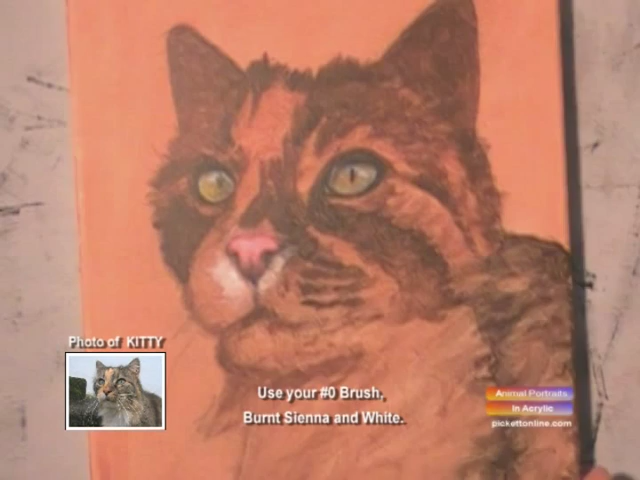 Photo of KITTY
Use your #0 Brush,
Burnt Sienna and White.
Animal Portraits
In Acrylic
pickettonline.com